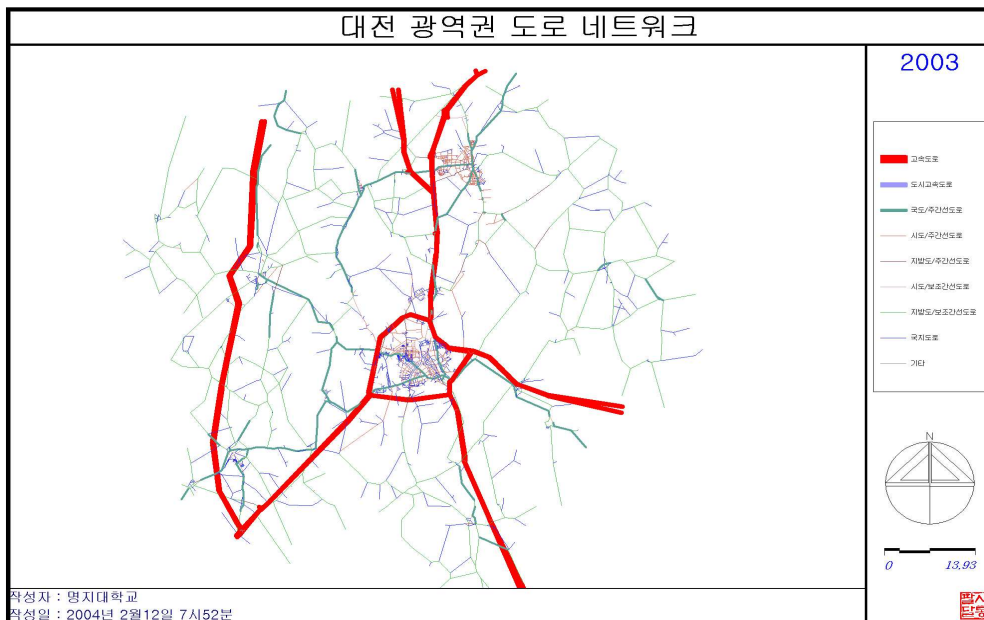 대전 광역권 도로 네트워크
2003
고속도로
도시고속도로
국도/주간선도로
시도/주간선도로
지방도/주간선도로
시도/보조간선도로
지방도/보조간선도로
국지도로
기타
N
0 13,93
작성자 : 명지대학교
작성일 : 2004년 2월12일 7시52분